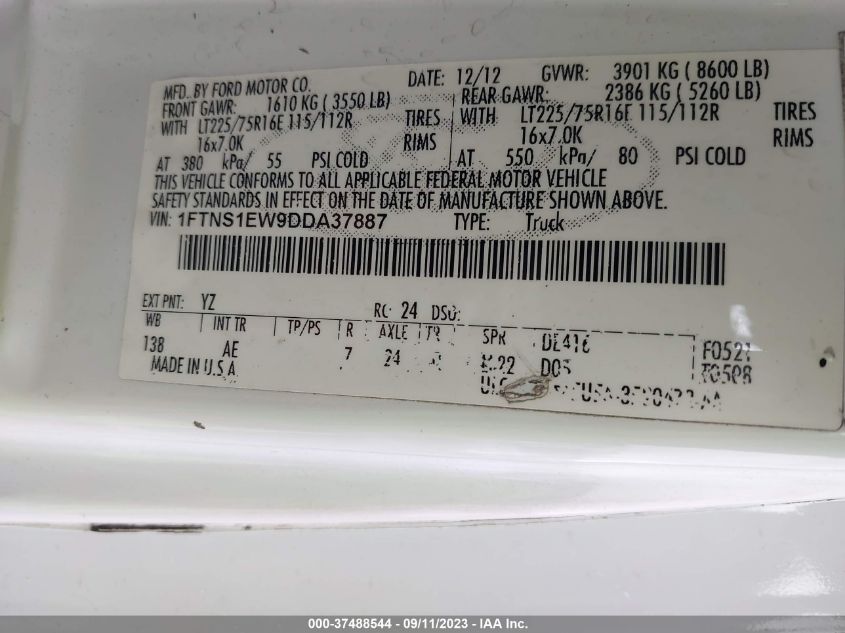 MFD. BY FORD MOTOR CO. DATE: 12/12 GVWR: 3901 KG ( 8600 LB)
FRONT GAWR: 1610 KG ( 3550 LB) REAR GAWR: 2386 KG ( 5260 LB)
WITH LT225/75R16E 115/112R TIRES WITH LT225/75R16E 115/112R TIRES
16x7.0K RIMS 16x7.0K RIMS
AT 380 kPa/ 55 PSI COLD AT 550 kPa/ 80 PSI COLD
THIS VEHICLE CONFORMS TO ALL APPLICABLE FEDERAL MOTOR VEHICLE
SAFETY STANDARDS IN EFFECT ON THE DATE OF MANUFACTURE SHOWN ABOVE.
VIN: 1FTNS1EW9DDA37887 TYPE: Truck
EXT PNT: YZ RC: 24 DSO:
WB INT TR TP/PS R AXLE TR SPR
138 AE 7 24 DOS F0521
MADE IN U.S.A.
000-37488544 - 09/11/2023 - IAA Inc.